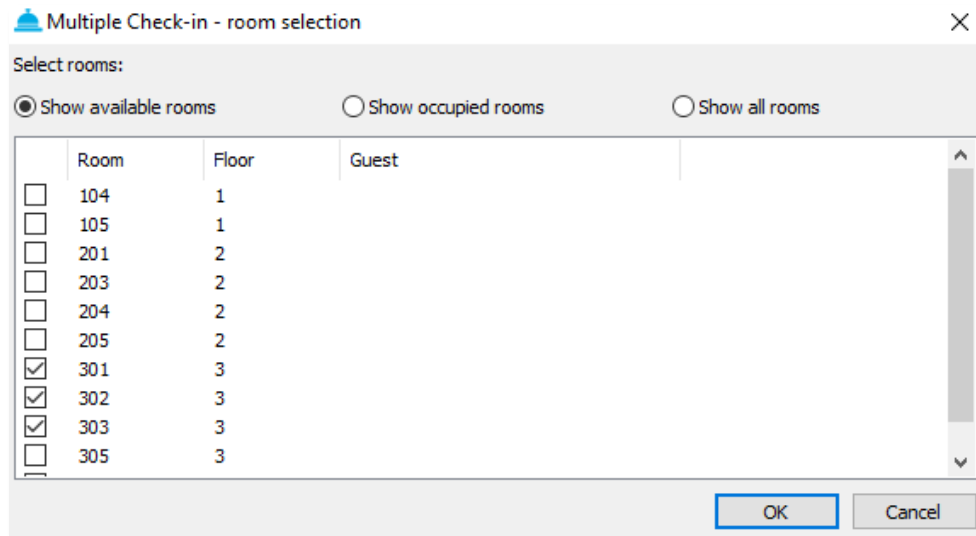 Multiple Check-in - room selection
Select rooms:
Show available rooms Show occupied rooms Show all rooms
Room Floor Guest
104 1
105 1
201 2
203 2
204 2
205 2
301 3
302 3
303 3
305 3
OK Cancel